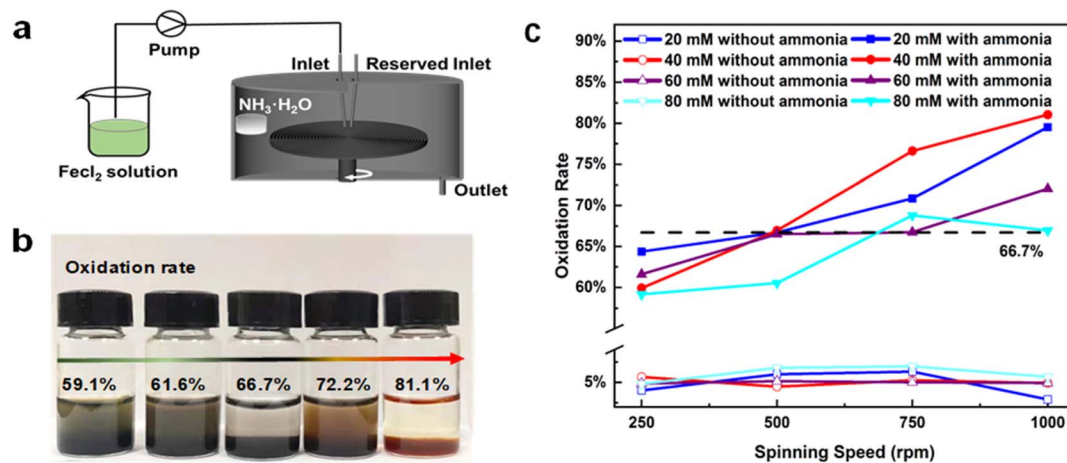 a
Pump
Inlet
Reserved Inlet
NH₃·H₂O
Fecl₂ solution
Outlet
b
Oxidation rate
59.1%
61.6%
66.7%
72.2%
81.1%
c
20 mM without ammonia
20 mM with ammonia
40 mM without ammonia
40 mM with ammonia
60 mM without ammonia
60 mM with ammonia
80 mM without ammonia
80 mM with ammonia
Oxidation Rate
90%
85%
80%
75%
70%
65%
60%
5%
66.7%
250
500
750
1000
Spinning Speed (rpm)